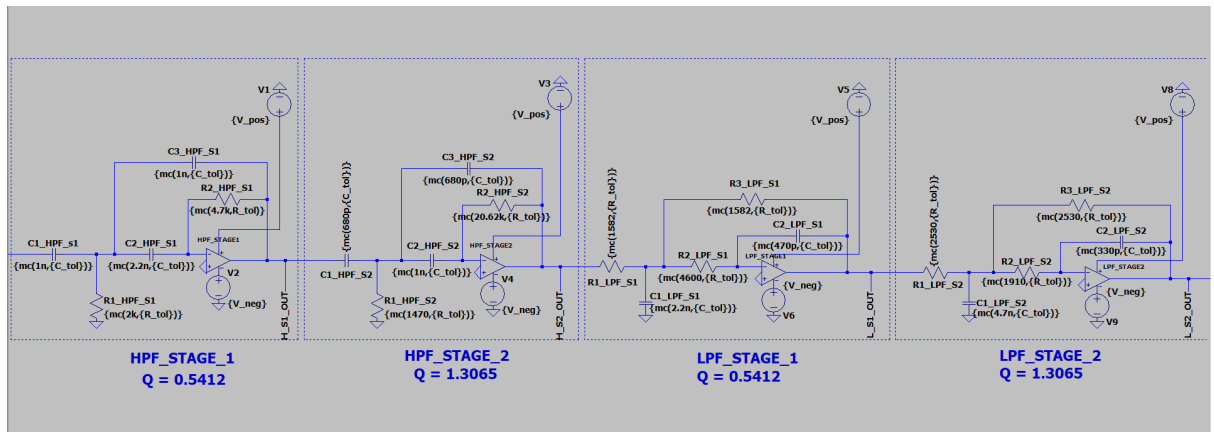 V1
{V_pos}
C3_HPF_S1
{mc(1n,{C_tol})}
R2_HPF_S1
{mc(4.7k,R_tol)}
HPF_STAGE1
C1_HPF_s1
{mc(1n,{C_tol})}
C2_HPF_S1
{mc(2.2n,{C_tol})}
V2
{V_neg}
R1_HPF_S1
{mc(2k,{R_tol})}
H_S1_OUT
HPF_STAGE_1
Q = 0.5412
V3
{V_pos}
{mc(680p,{C_tol})}
C1_HPF_S2
C3_HPF_S2
{mc(680p,{C_tol})}
R2_HPF_S2
{mc(20.62k,{R_tol})}
HPF_STAGE2
C2_HPF_S2
{mc(1n,{C_tol})}
V4
{V_neg}
R1_HPF_S2
{mc(1470,{R_tol})}
H_S2_OUT
HPF_STAGE_2
Q = 1.3065
V5
{V_pos}
{mc(1582,{R_tol})}
R1_LPF_S1
R3_LPF_S1
{mc(1582,{R_tol})}
C2_LPF_S1
{mc(470p,{C_tol})}
R2_LPF_S1
{mc(4600,{R_tol})}
LPF_STAGE1
{V_neg}
V6
C1_LPF_S1
{mc(2.2n,{C_tol})}
L_S1_OUT
LPF_STAGE_1
Q = 0.5412
V8
{V_pos}
{mc(2530,{R_tol})}
R1_LPF_S2
R3_LPF_S2
{mc(2530,{R_tol})}
C2_LPF_S2
{mc(330p,{C_tol})}
R2_LPF_S2
{mc(1910,{R_tol})}
LPF_STAGE2
{V_neg}
V9
C1_LPF_S2
{mc(4.7n,{C_tol})}
L_S2_OUT
LPF_STAGE_2
Q = 1.3065